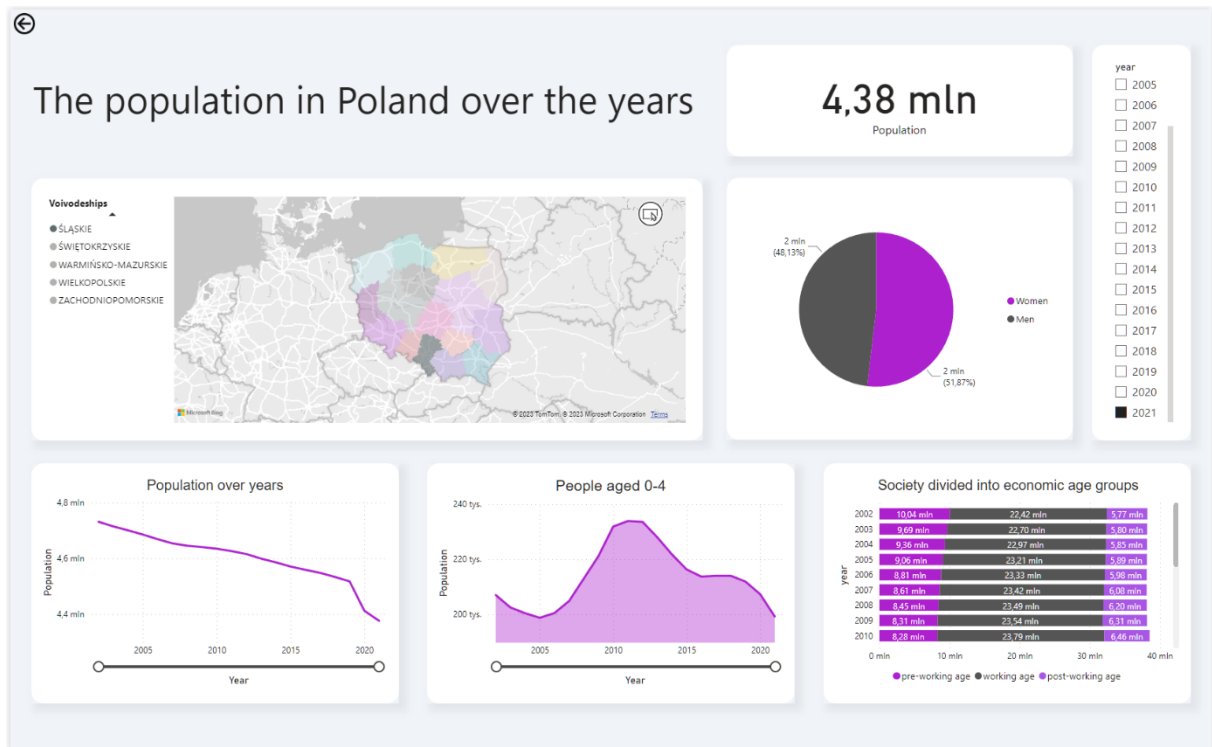 The population in Poland over the years
4,38 mln
Population
year
2005
2006
2007
2008
2009
2010
2011
2012
2013
2014
2015
2016
2017
2018
2019
2020
2021
Voivodeships
ŚLĄSKIE
ŚWIĘTOKRZYSKIE
WARMIŃSKO-MAZURSKIE
WIELKOPOLSKIE
ZACHODNIOPOMORSKIE
Microsoft Bing
© 2023 TomTom, © 2023 Microsoft Corporation Terms
2 mln
(48,13%)
2 mln
(51,87%)
Women
Men
Population over years
4,8 mln
4,6 mln
4,4 mln
Population
2005 2010 2015 2020
Year
People aged 0-4
240 tys.
220 tys.
200 tys.
Population
2005 2010 2015 2020
Year
Society divided into economic age groups
year
2002 10,04 mln 22,42 mln 5,77 mln
2003 9,69 mln 22,70 mln 5,80 mln
2004 9,36 mln 22,97 mln 5,85 mln
2005 9,06 mln 23,21 mln 5,89 mln
2006 8,81 mln 23,33 mln 5,98 mln
2007 8,61 mln 23,42 mln 6,08 mln
2008 8,45 mln 23,49 mln 6,20 mln
2009 8,31 mln 23,54 mln 6,31 mln
2010 8,28 mln 23,79 mln 6,46 mln
0 mln 10 mln 20 mln 30 mln 40 mln
pre-working age working age post-working age